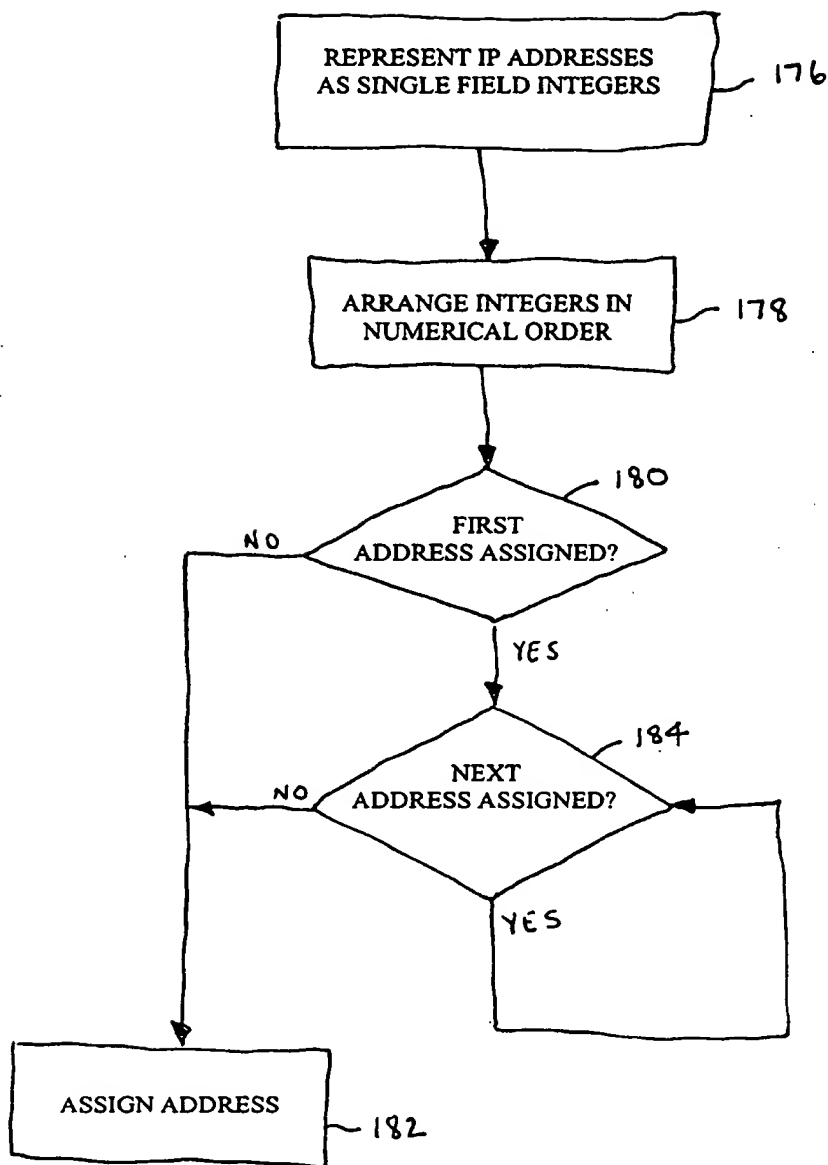 REPRESENT IP ADDRESSES
AS SINGLE FIELD INTEGERS
176
ARRANGE INTEGERS IN
NUMERICAL ORDER
178
180
FIRST
ADDRESS ASSIGNED?
NO
YES
184
NEXT
ADDRESS ASSIGNED?
NO
YES
ASSIGN ADDRESS
182